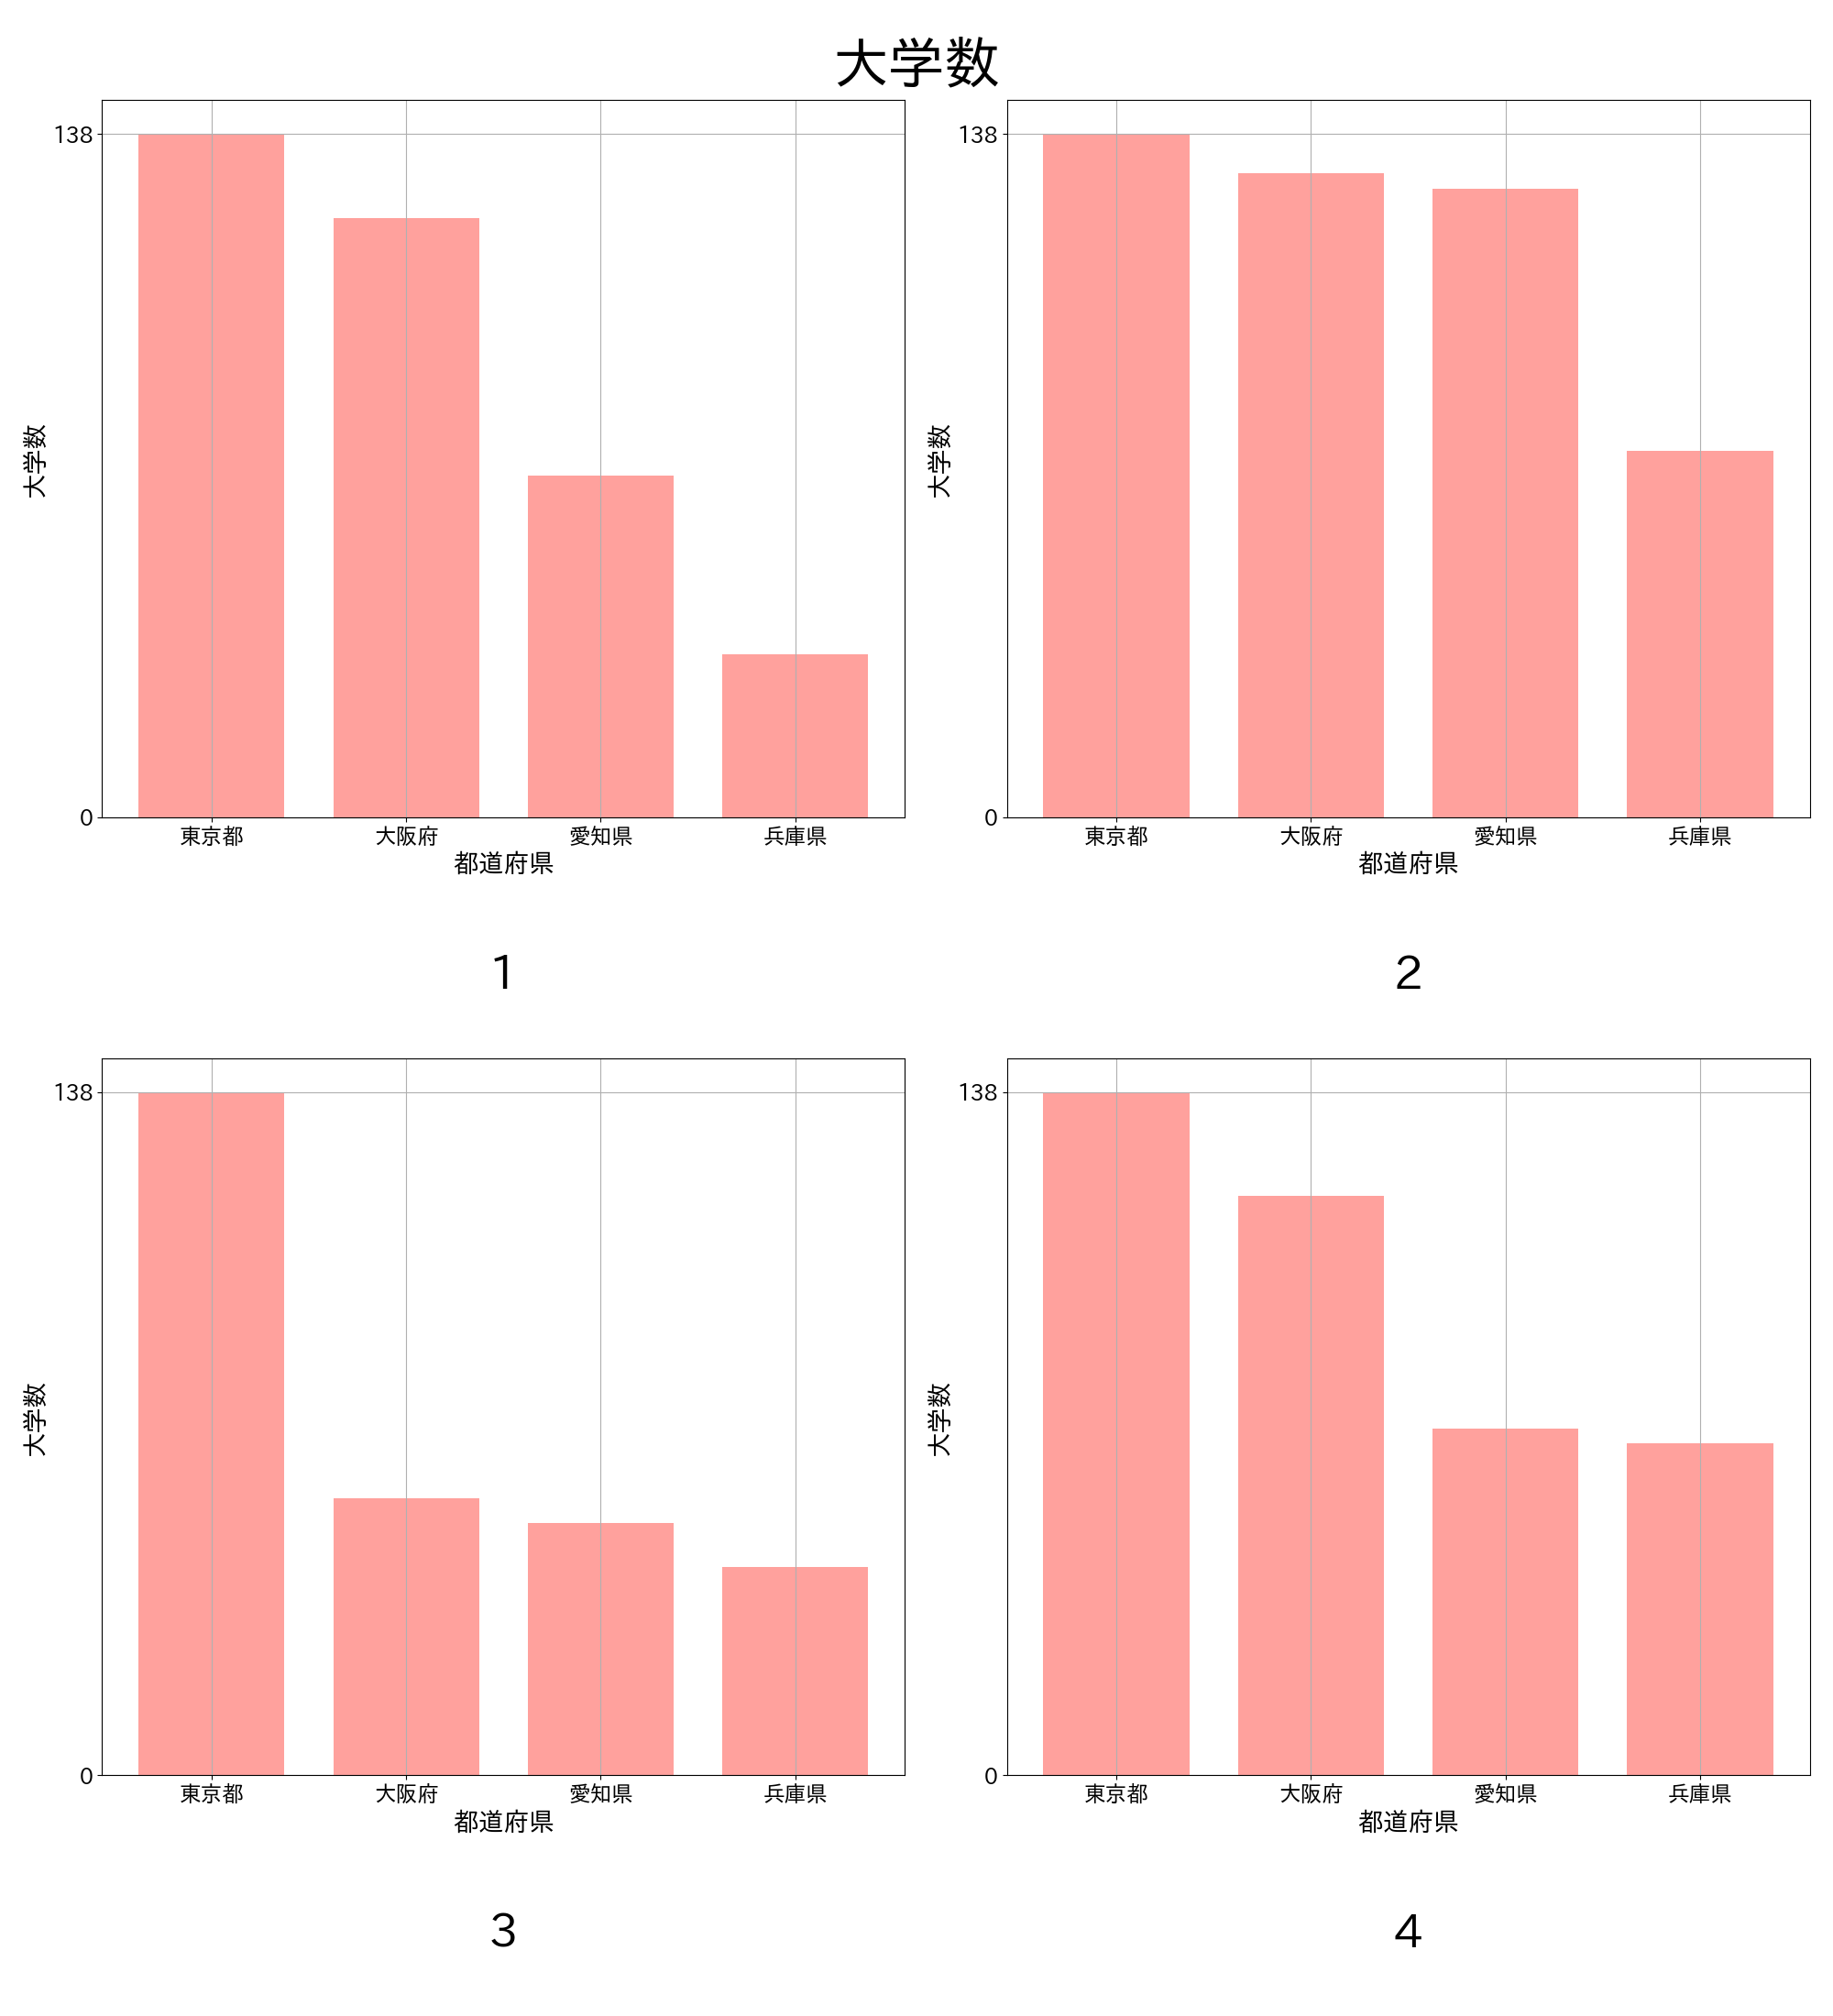 大学数
138
0
大学数
東京都 大阪府 愛知県 兵庫県
都道府県
1
138
0
大学数
東京都 大阪府 愛知県 兵庫県
都道府県
2
138
0
大学数
東京都 大阪府 愛知県 兵庫県
都道府県
3
138
0
大学数
東京都 大阪府 愛知県 兵庫県
都道府県
4